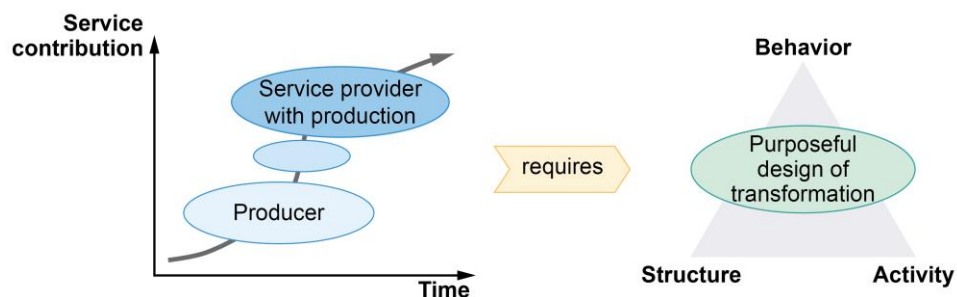 Service
contribution
Service provider
with production
Producer
Time
requires
Behavior
Purposeful
design of
transformation
Structure
Activity